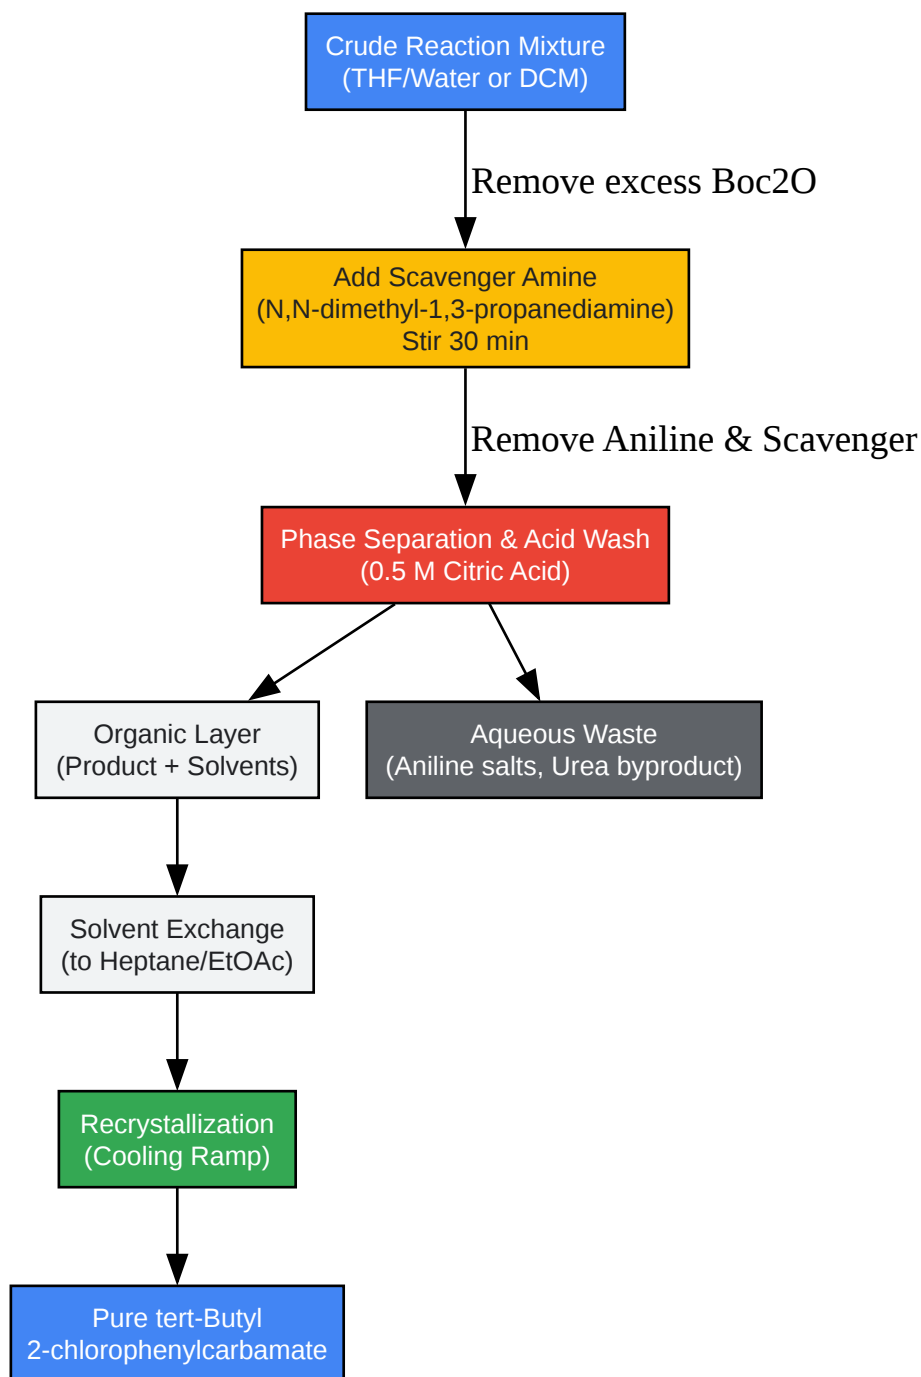 Crude Reaction Mixture
(THF/Water or DCM)
Remove excess Boc2O
Add Scavenger Amine
(N,N-dimethyl-1,3-propanediamine)
Stir 30 min
Remove Aniline & Scavenger
Phase Separation & Acid Wash
(0.5 M Citric Acid)
Organic Layer
(Product + Solvents)
Aqueous Waste
(Aniline salts, Urea byproduct)
Solvent Exchange
(to Heptane/EtOAc)
Recrystallization
(Cooling Ramp)
Pure tert-Butyl
2-chlorophenylcarbamate